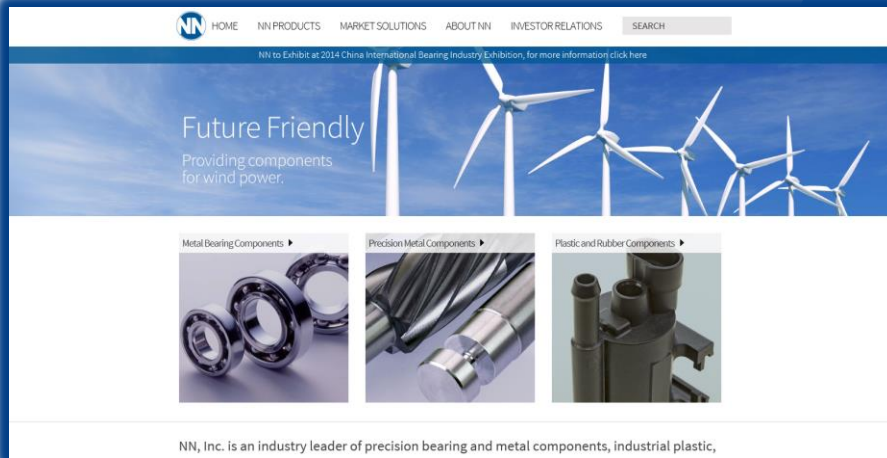 NN HOME NN PRODUCTS MARKET SOLUTIONS ABOUT NN INVESTOR RELATIONS SEARCH
NN to Exhibit at 2014 China International Bearing Industry Exhibition, for more information click here
Future Friendly
Providing components
for wind power.
Metal Bearing Components Precision Metal Components Plastic and Rubber Components
NN, Inc. is an industry leader of precision bearing and metal components, industrial plastic,